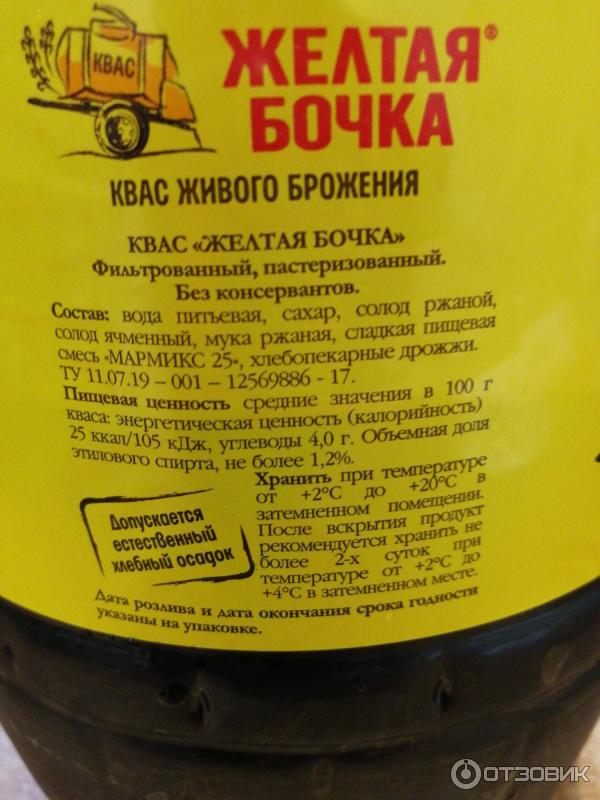 КВАС
ЖЕЛТАЯ®
БОЧКА
КВАС ЖИВОГО БРОЖЕНИЯ
КВАС «ЖЕЛТАЯ БОЧКА»
Фильтрованный, пастеризованный.
Без консервантов.
Состав: вода питьевая, сахар, солод ржаной,
солод ячменный, мука ржаная, сладкая пищевая
смесь «МАРМИКС 25», хлебопекарные дрожжи.
ТУ 11.07.19 – 001 – 12569886 - 17.
Пищевая ценность средние значения в 100 г
кваса: энергетическая ценность (калорийность)
25 ккал/105 кДж, углеводы 4,0 г. Объемная доля
этилового спирта, не более 1,2%.
Хранить при температуре
от +2°С до +20°С в
затемненном помещении.
После вскрытия продукт
рекомендуется хранить не
более 2-х суток при
температуре от +2°С до
+4°С в затемненном месте.
Допускается
естественный
хлебный осадок
Дата розлива и дата окончания срока годности
указаны на упаковке.
ОТЗОВИК